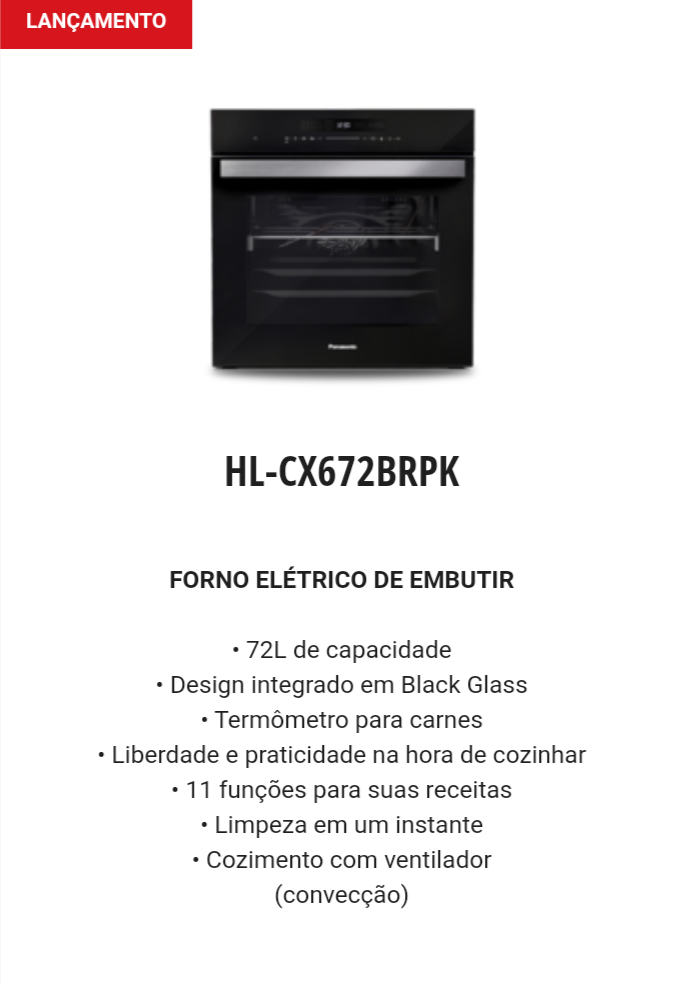 LANÇAMENTO
Panasonic
HL-CX672BRPK
FORNO ELÉTRICO DE EMBUTIR
• 72L de capacidade
• Design integrado em Black Glass
• Termômetro para carnes
• Liberdade e praticidade na hora de cozinhar
• 11 funções para suas receitas
• Limpeza em um instante
• Cozimento com ventilador
(convecção)